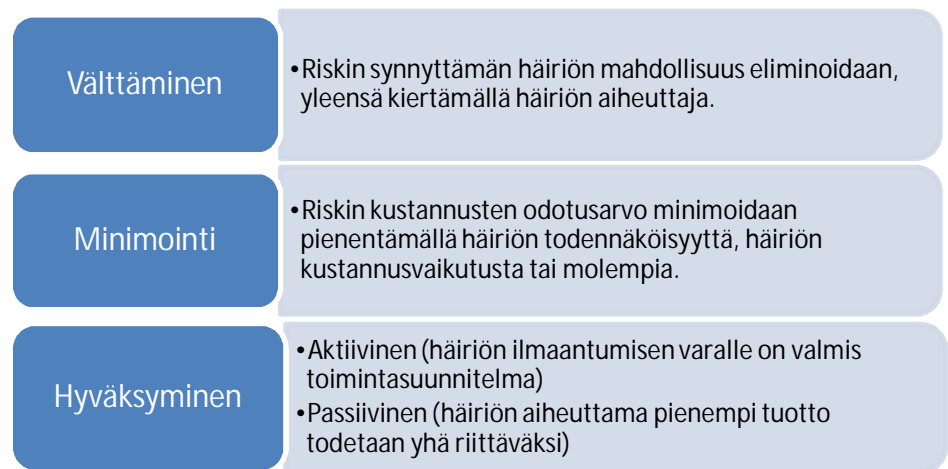 Välttäminen
•Riskin synnyttämän häiriön mahdollisuus eliminoidaan,
yleensä kiertämällä häiriön aiheuttaja.
Minimointi
•Riskin kustannusten odotusarvo minimoidaan
pienentämällä häiriön todennäköisyyttä, häiriön
kustannusvaikutusta tai molempia.
Hyväksyminen
•Aktiivinen (häiriön ilmaantumisen varalle on valmis
toimintasuunnitelma)
•Passiivinen (häiriön aiheuttama pienempi tuotto
todetaan yhä riittäväksi)